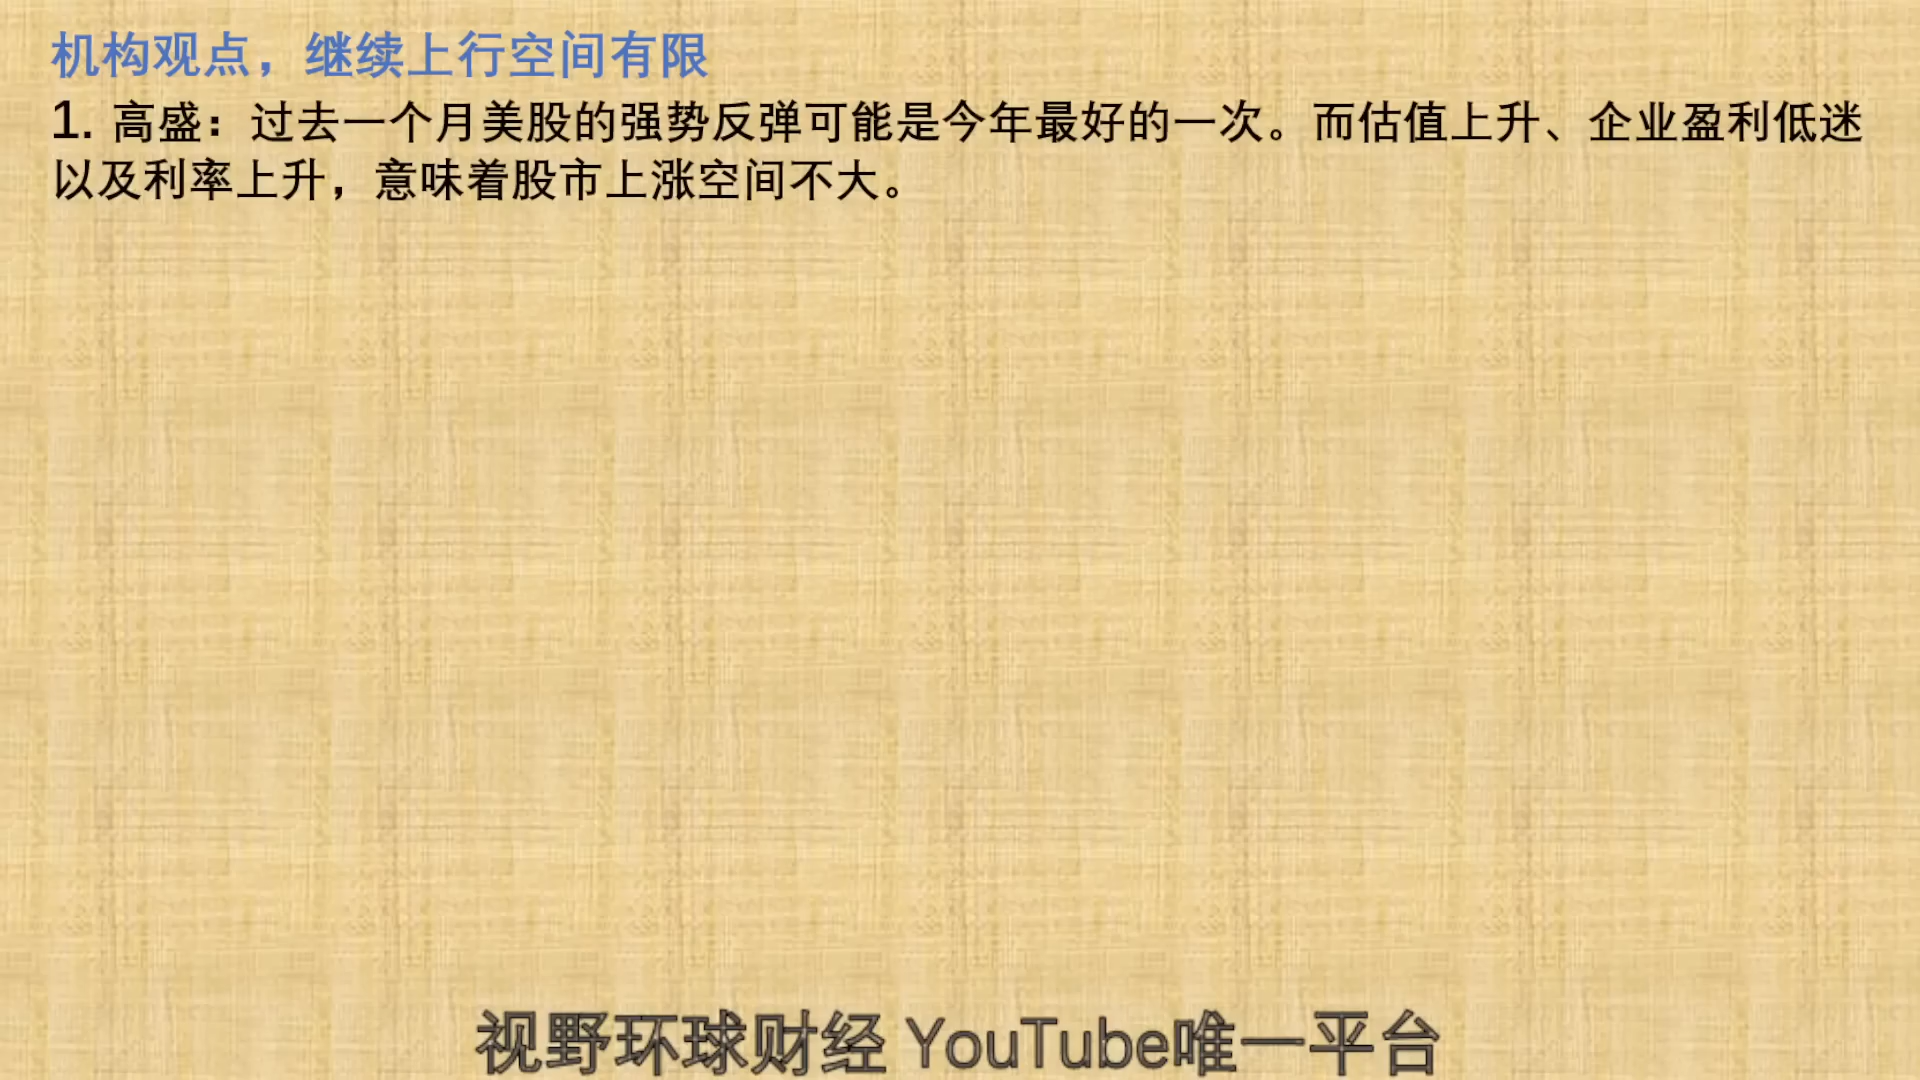 机构观点，继续上行空间有限
1. 高盛：过去一个月美股的强势反弹可能是今年最好的一次。而估值上升、企业盈利低迷
以及利率上升，意味着股市上涨空间不大。
视野环球财经 YouTube唯一平台